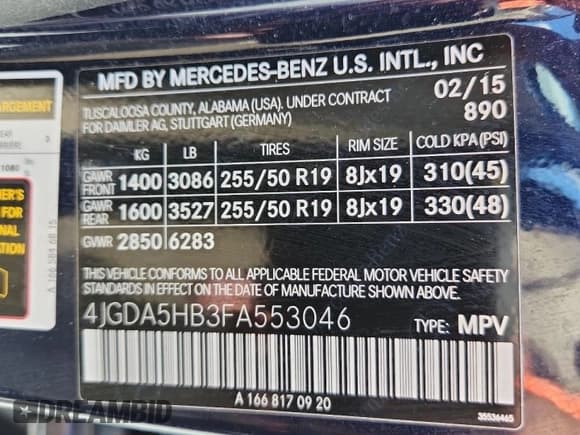 MFD BY MERCEDES-BENZ U.S. INTL., INC
TUSCALOOSA COUNTY, ALABAMA (USA). UNDER CONTRACT 02/15
FOR DAIMLER AG, STUTTGART (GERMANY) 890
KG LB TIRES RIM SIZE COLD KPA(PSI)
GAWR FRONT 1400 3086 255/50 R19 8Jx19 310(45)
GAWR REAR 1600 3527 255/50 R19 8Jx19 330(48)
GVWR 2850 6283
THIS VEHICLE CONFORMS TO ALL APPLICABLE FEDERAL MOTOR VEHICLE SAFETY
STANDARDS IN EFFECT ON THE DATE OF MANUFACTURE SHOWN ABOVE.
4JGDA5HB3FA553046 TYPE: MPV
A 166 817 09 20
35536465
DREAMBID